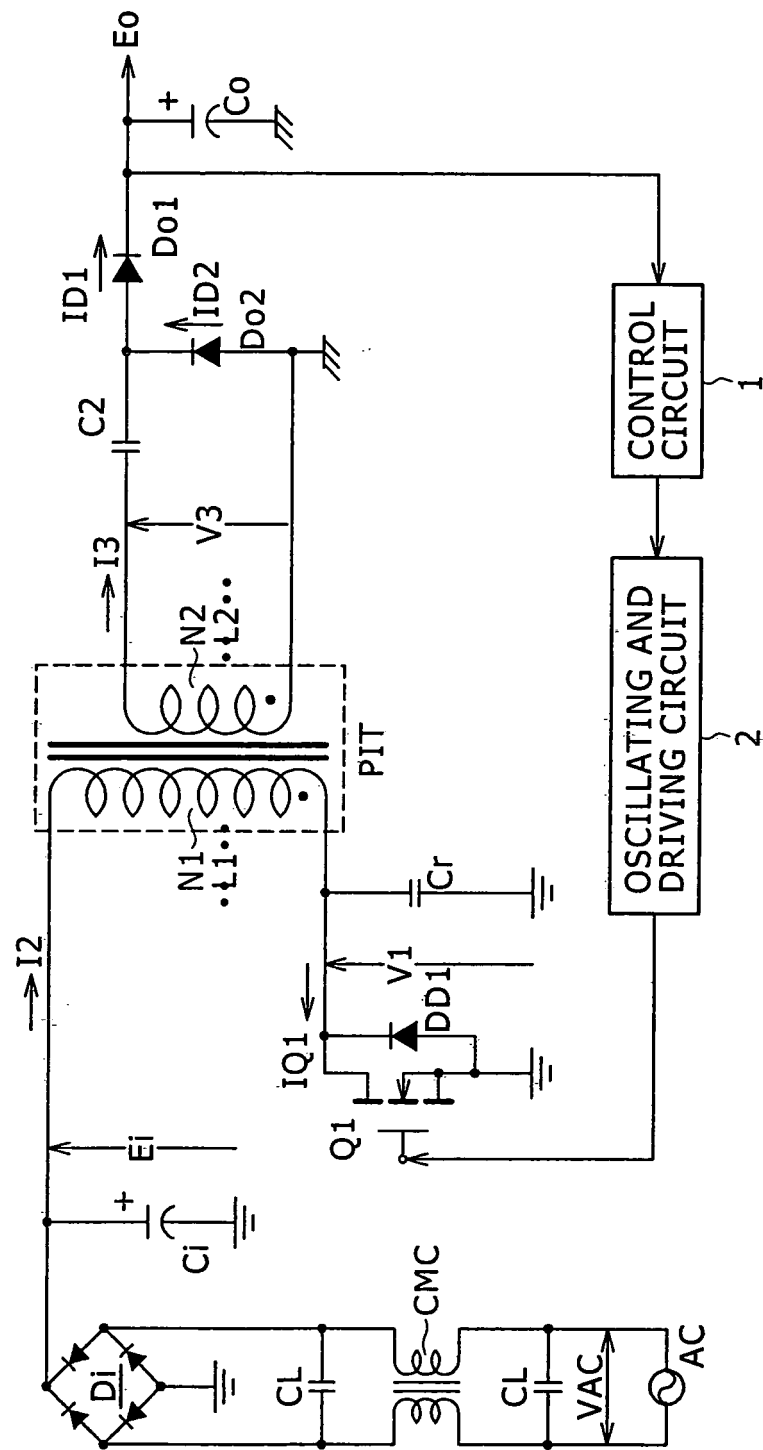 Eo
+
Co
ID1
Do1
ID2
Do2
C2
I3
V3
N2
L2
PIT
N1
L1
I2
Cr
V1
DD1
IQ1
Q1
Ei
+
Ci
Di
CL
CMC
CL
VAC
AC
CONTROL
CIRCUIT
1
OSCILLATING AND
DRIVING CIRCUIT
2